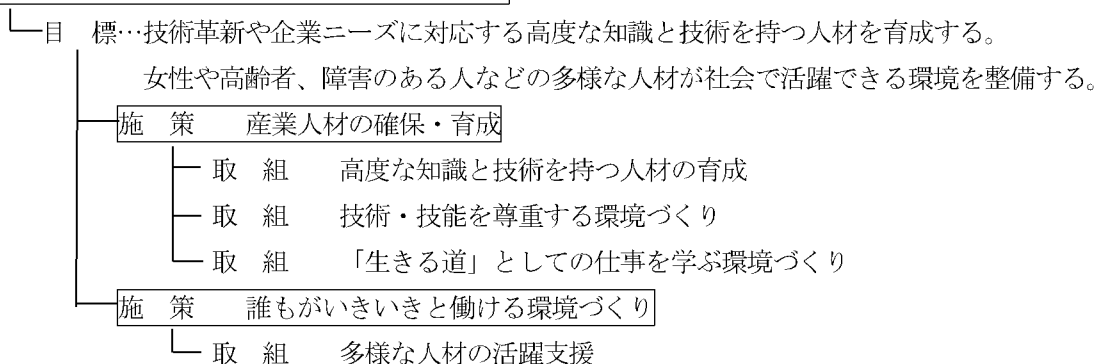 目　標…技術革新や企業ニーズに対応する高度な知識と技術を持つ人材を育成する。
女性や高齢者、障害のある人などの多様な人材が社会で活躍できる環境を整備する。
施　策　　産業人材の確保・育成
取　組　　高度な知識と技術を持つ人材の育成
取　組　　技術・技能を尊重する環境づくり
取　組　　「生きる道」としての仕事を学ぶ環境づくり
施　策　　誰もがいきいきと働ける環境づくり
取　組　　多様な人材の活躍支援